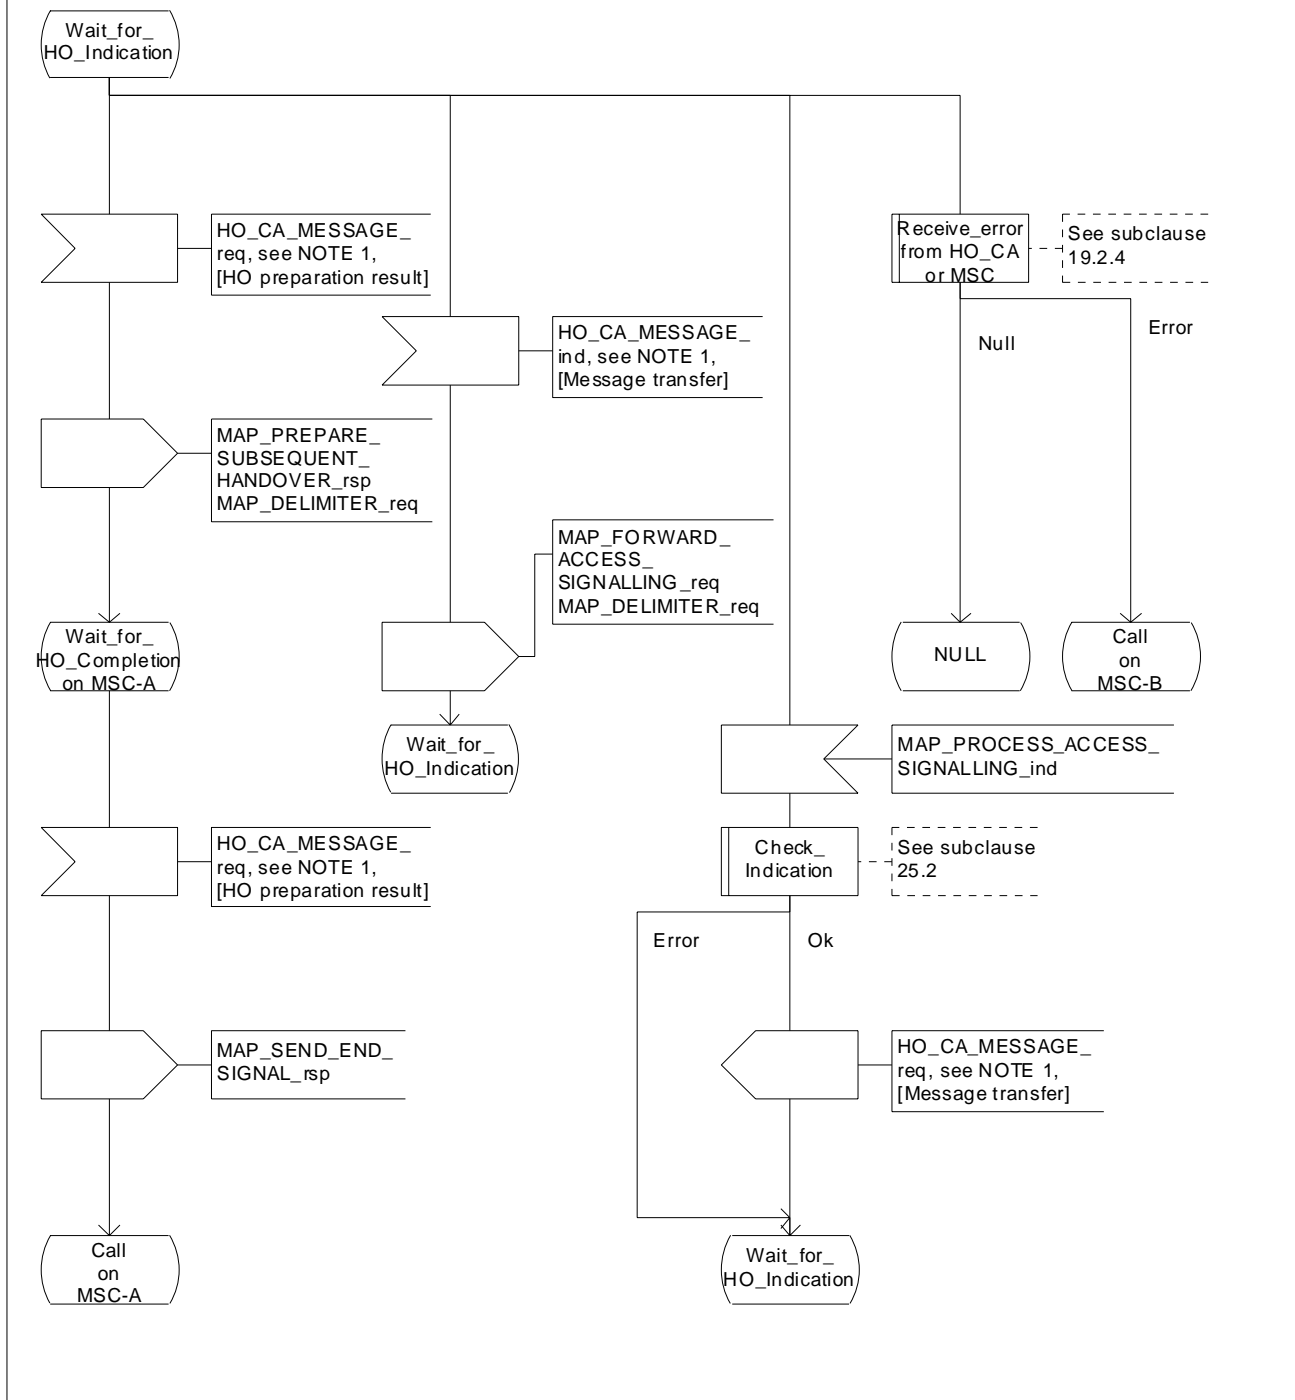 Wait_for_
HO_Indication
HO_CA_MESSAGE_
req, see NOTE 1,
[HO preparation result]
Receive_error
from HO_CA
or MSC
See subclause
19.2.4
HO_CA_MESSAGE_
ind, see NOTE 1,
[Message transfer]
Null
Error
MAP_PREPARE_
SUBSEQUENT_
HANDOVER_rsp
MAP_DELIMITER_req
MAP_FORWARD_
ACCESS_
SIGNALLING_req
MAP_DELIMITER_req
Wait_for_
HO_Completion
on MSC-A
NULL
Call
on
MSC-B
Wait_for_
HO_Indication
MAP_PROCESS_ACCESS_
SIGNALLING_ind
HO_CA_MESSAGE_
req, see NOTE 1,
[HO preparation result]
Check_
Indication
See subclause
25.2
Error
Ok
MAP_SEND_END_
SIGNAL_rsp
HO_CA_MESSAGE_
req, see NOTE 1,
[Message transfer]
Call
on
MSC-A
Wait_for_
HO_Indication